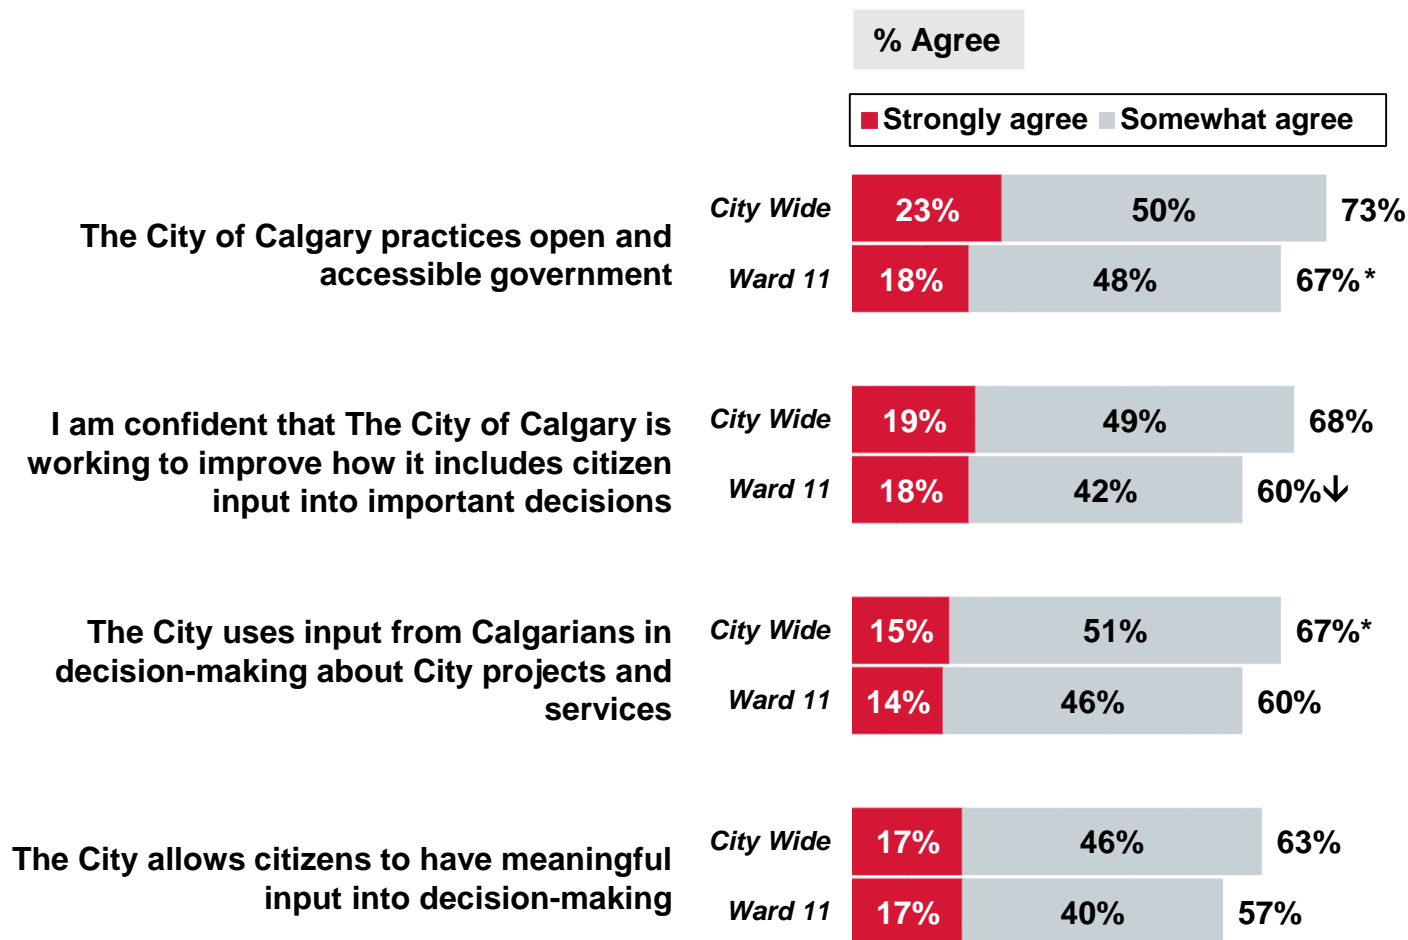 % Agree
Strongly agree Somewhat agree
The City of Calgary practices open and
accessible government
City Wide 23% 50% 73%
Ward 11 18% 48% 67%*
I am confident that The City of Calgary is
working to improve how it includes citizen
input into important decisions
City Wide 19% 49% 68%
Ward 11 18% 42% 60%↓
The City uses input from Calgarians in
decision-making about City projects and
services
City Wide 15% 51% 67%*
Ward 11 14% 46% 60%
The City allows citizens to have meaningful
input into decision-making
City Wide 17% 46% 63%
Ward 11 17% 40% 57%